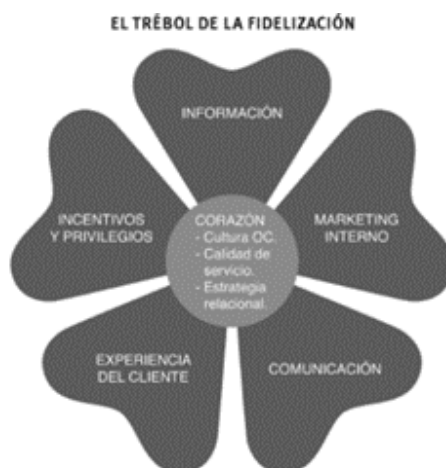 EL TRÉBOL DE LA FIDELIZACIÓN
INFORMACIÓN
INCENTIVOS
Y PRIVILEGIOS
CORAZÓN
- Cultura OC.
- Calidad de
servicio.
- Estrategia
relacional.
MARKETING
INTERNO
EXPERIENCIA
DEL CLIENTE
COMUNICACIÓN